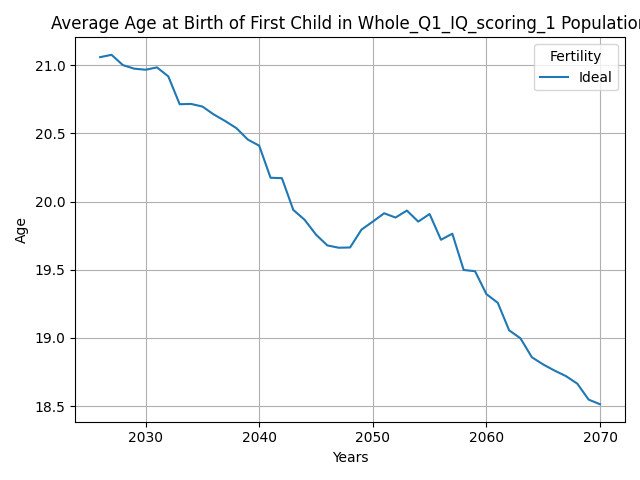 Average Age at Birth of First Child in Whole_Q1_IQ_scoring_1 Population
Fertility
Ideal
21.0
20.5
20.0
19.5
19.0
18.5
Age
2030 2040 2050 2060 2070
Years